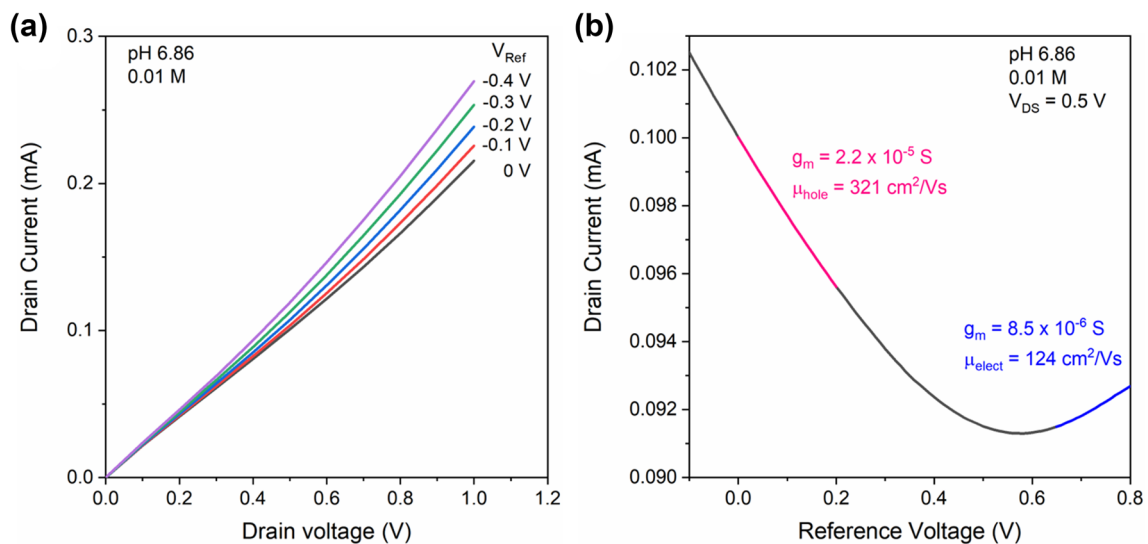 (a)
pH 6.86
0.01 M
V_Ref
-0.4 V
-0.3 V
-0.2 V
-0.1 V
0 V
0.3
0.2
0.1
0.0
Drain Current (mA)
0.0 0.2 0.4 0.6 0.8 1.0 1.2
Drain voltage (V)
(b)
pH 6.86
0.01 M
V_DS = 0.5 V
g_m = 2.2 x 10^-5 S
μ_hole = 321 cm²/Vs
g_m = 8.5 x 10^-6 S
μ_elect = 124 cm²/Vs
0.102
0.100
0.098
0.096
0.094
0.092
0.090
Drain Current (mA)
0.0 0.2 0.4 0.6 0.8
Reference Voltage (V)